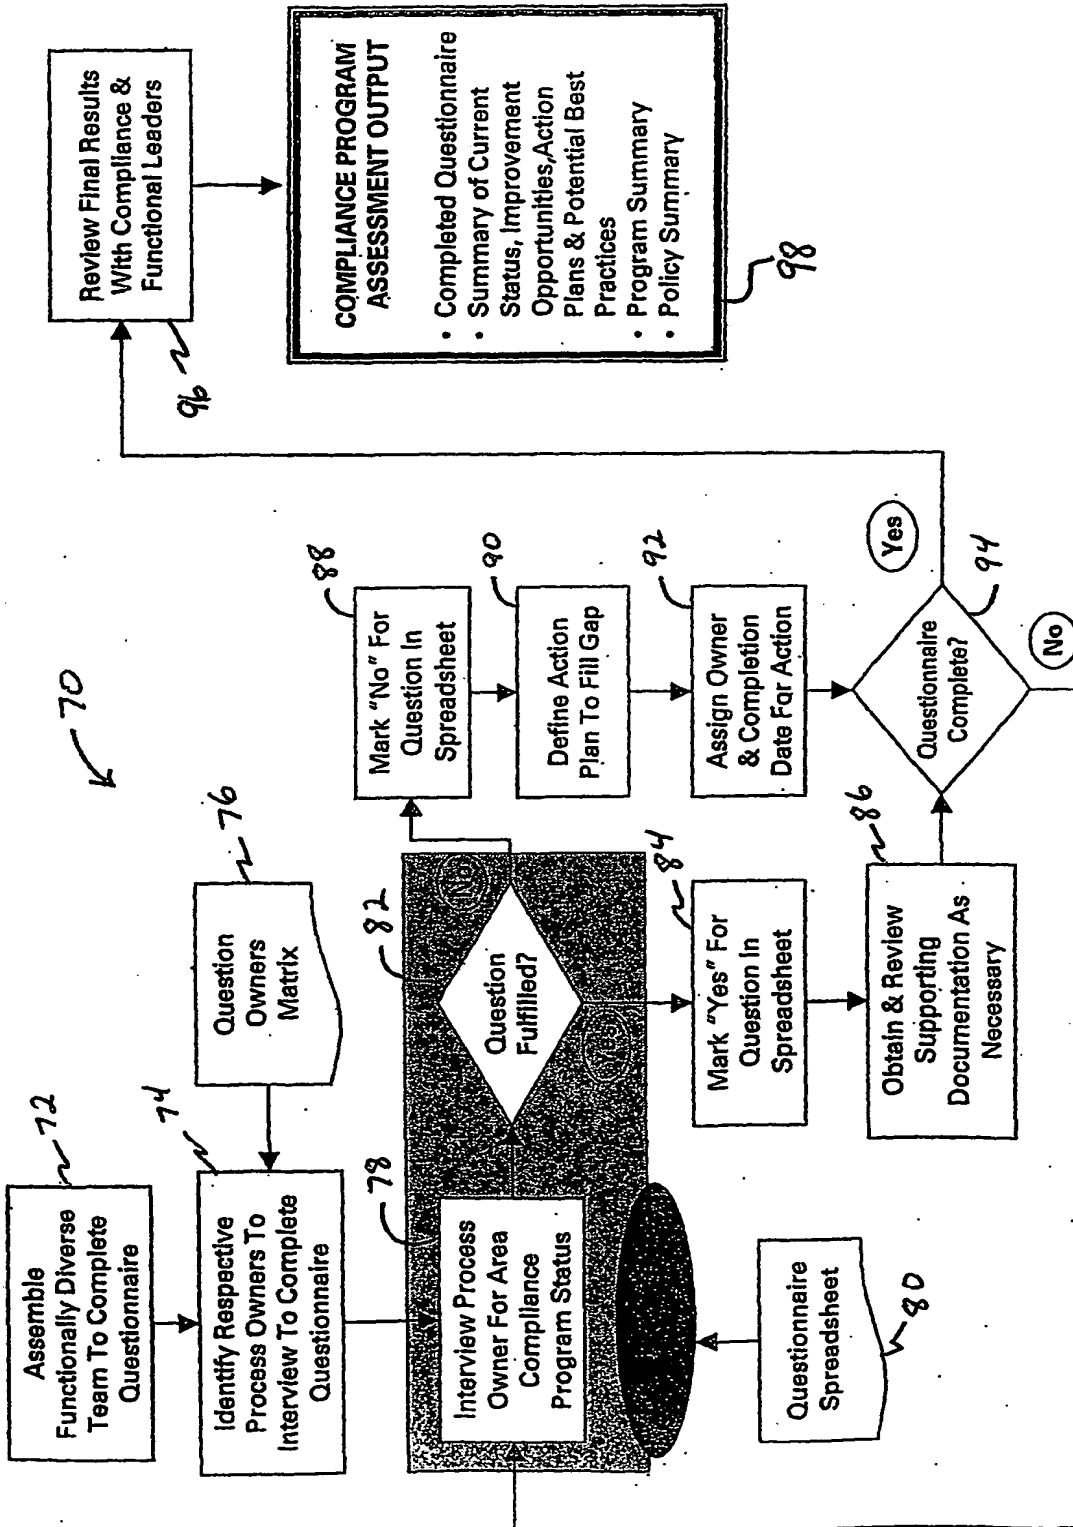 70
72
Assemble
Functionally Diverse
Team To Complete
Questionnaire
74
Identify Respective
Process Owners To
Interview To Complete
Questionnaire
76
Question
Owners
Matrix
78
Interview Process
Owner For Area
Compliance
Program Status
80
Questionnaire
Spreadsheet
82
Question
Fulfilled?
No
Yes
84
Mark "Yes" For
Question In
Spreadsheet
86
Obtain & Review
Supporting
Documentation As
Necessary
88
Mark "No" For
Question In
Spreadsheet
90
Define Action
Plan To Fill Gap
92
Assign Owner
& Completion
Date For Action
94
Questionnaire
Complete?
Yes
No
96
Review Final Results
With Compliance &
Functional Leaders
COMPLIANCE PROGRAM
ASSESSMENT OUTPUT
• Completed Questionnaire
• Summary of Current
Status, Improvement
Opportunities,Action
Plans & Potential Best
Practices
• Program Summary
• Policy Summary
98